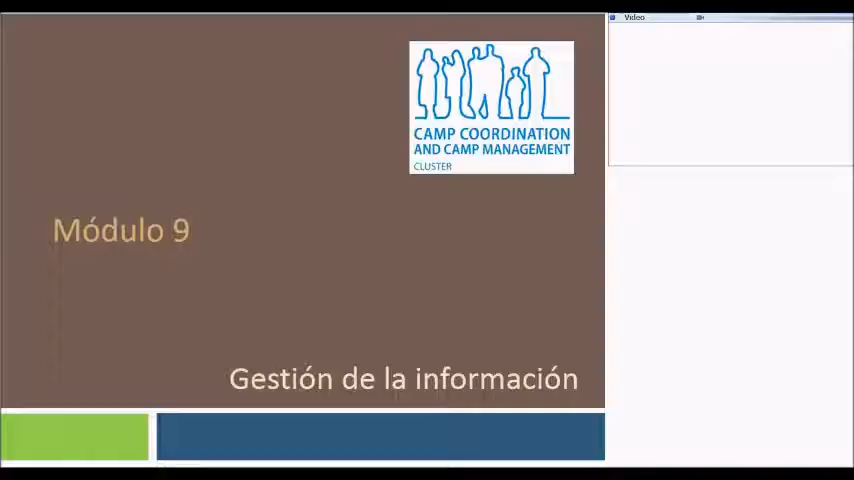 Video
CAMP COORDINATION
AND CAMP MANAGEMENT
CLUSTER
Módulo 9
Gestión de la información